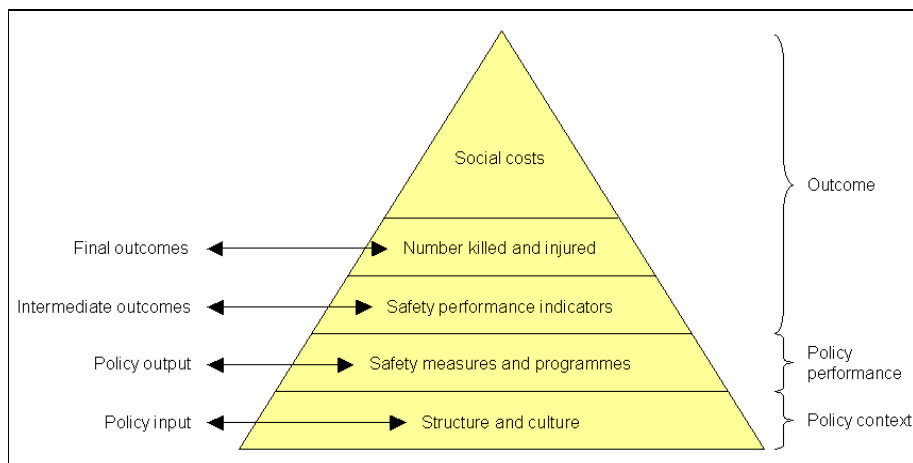 Social costs
Outcome
Final outcomes
Number killed and injured
Intermediate outcomes
Safety performance indicators
Policy output
Safety measures and programmes
Policy
performance
Policy input
Structure and culture
Policy context